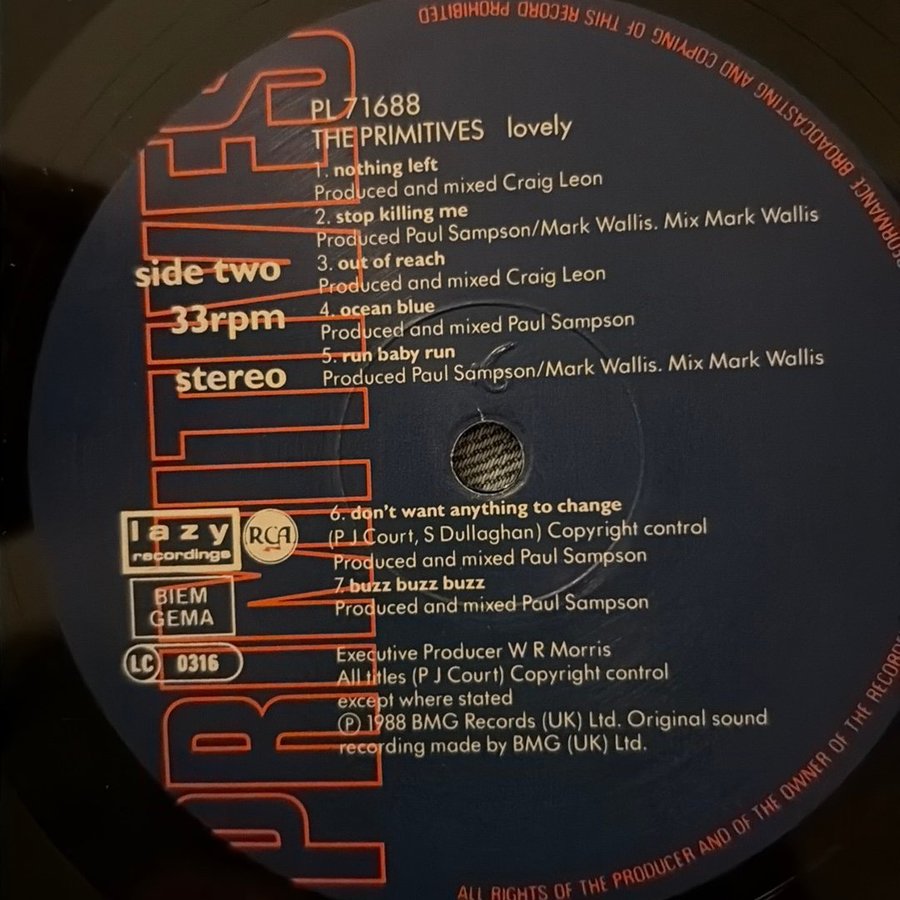 PL 71688
THE PRIMITIVES lovely
1. nothing left
Produced and mixed Craig Leon
2. stop killing me
Produced Paul Sampson/Mark Wallis. Mix Mark Wallis
3. out of reach
Produced and mixed Craig Leon
4. ocean blue
Produced and mixed Paul Sampson
5. run baby run
Produced Paul Sampson/Mark Wallis. Mix Mark Wallis
side two
33rpm
stereo
6. don't want anything to change
(P J Court, S Dullaghan) Copyright control
Produced and mixed Paul Sampson
7. buzz buzz buzz
Produced and mixed Paul Sampson
lazy
recordings
RCA
BIEM
GEMA
LC 0316
Executive Producer W R Morris
All titles (P J Court) Copyright control
except where stated
Ⓟ 1988 BMG Records (UK) Ltd. Original sound
recording made by BMG (UK) Ltd.
PRIMITIVES
ALL RIGHTS OF THE PRODUCER AND OF THE OWNER OF THE RECORDE
BROADCASTING AND COPYING OF THIS RECORD PROHIBITED